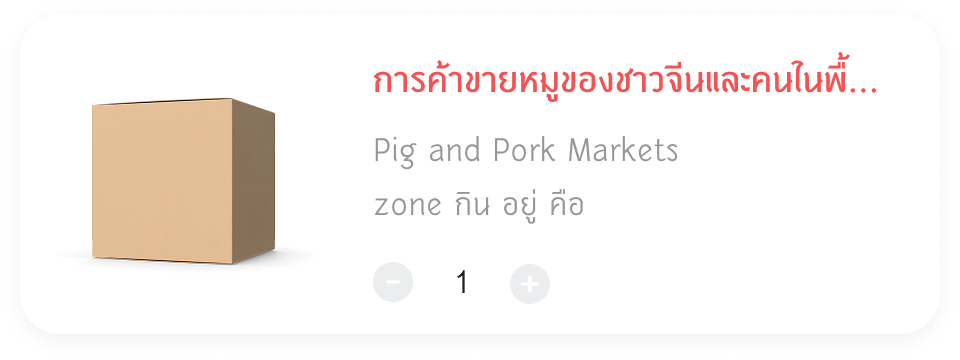 การค้าขายหมูของชาวจีนและคนในพื้...
Pig and Pork Markets
zone กิน อยู่ คือ
- 1 +